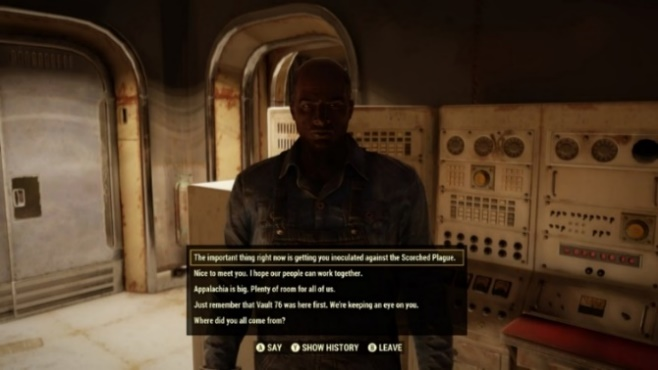 The important thing right now is getting you inoculated against the Scorched Plague.
Nice to meet you. I hope our people can work together.
Appalachia is big. Plenty of room for all of us.
Just remember that Vault 76 was here first. We're keeping an eye on you.
Where did you all come from?
A SAY Y SHOW HISTORY B LEAVE